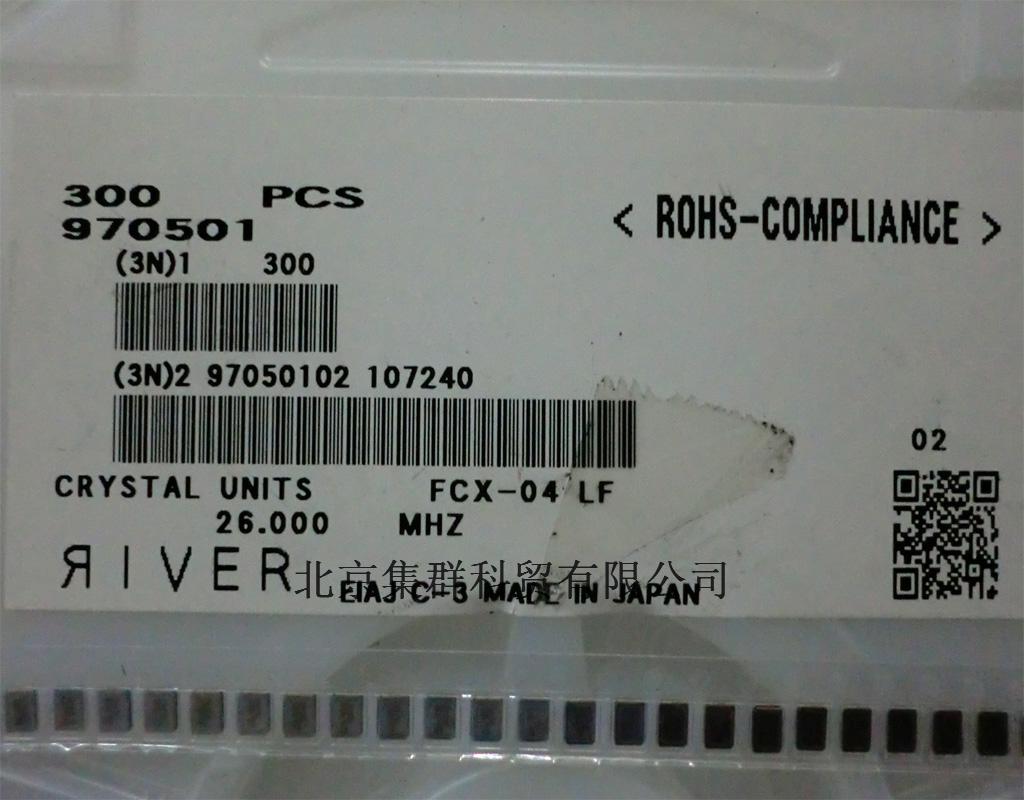 300 PCS
970501
< ROHS-COMPLIANCE >
(3N)1 300
(3N)2 97050102 107240
02
CRYSTAL UNITS FCX-04 LF
26.000 MHZ
ЯIVER
北京集群科贸有限公司
EIAJ C-3 MADE IN JAPAN